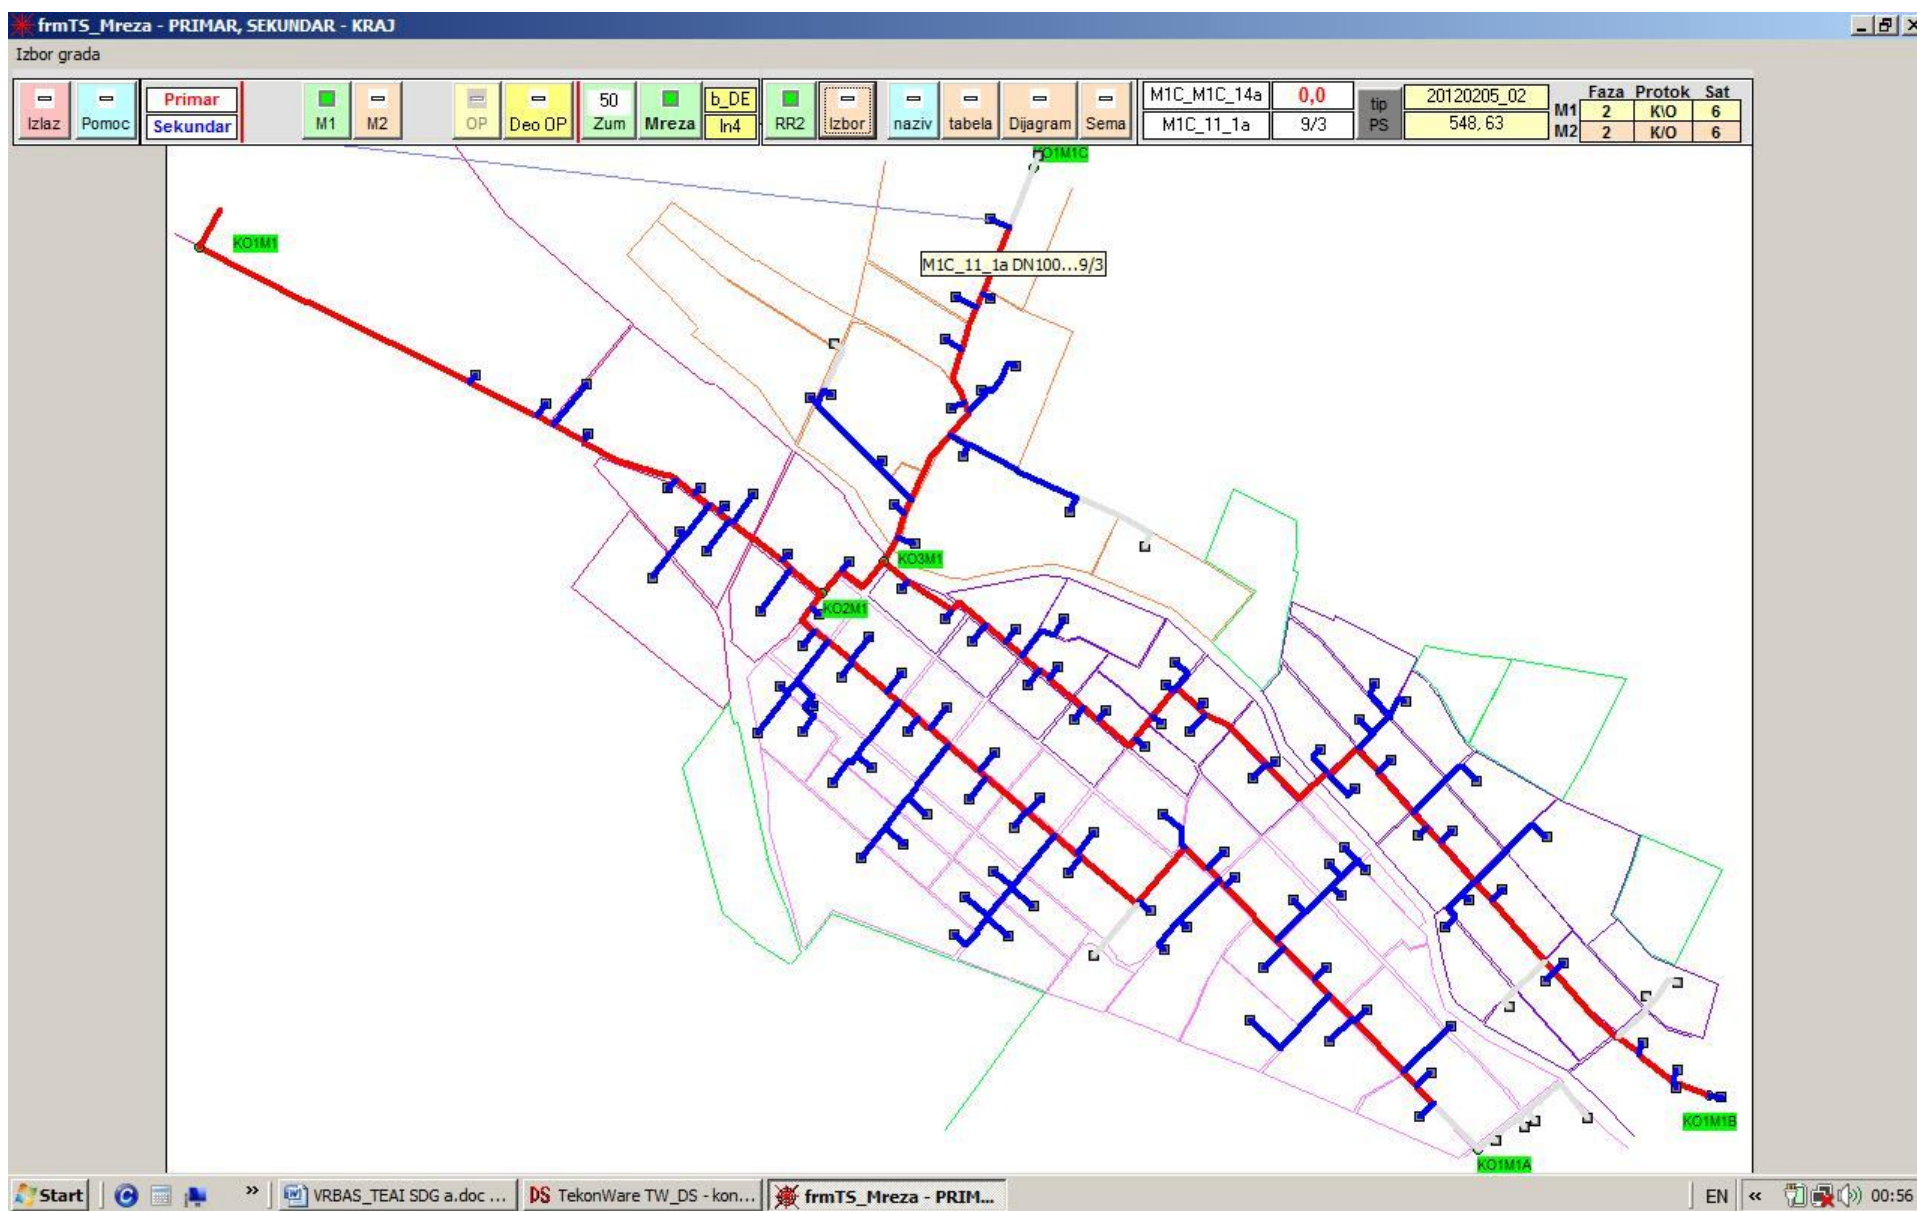 frmTS_Mreza - PRIMAR, SEKUNDAR - KRAJ
Izbor grada
Izlaz
Pomoc
Primar
Sekundar
M1
M2
OP
Deo OP
50
Zum
Mreza
b_DE
In4
RR2
Izbor
naziv
tabela
Dijagram
Sema
M1C_M1C_14a
0,0
M1C_11_1a
9/3
tip
PS
20120205_02
548, 63
Faza Protok Sat
M1 2 K\O 6
M2 2 K/O 6
KO1M1C
KO1M1
M1C_11_1a DN100...9/3
KO3M1
KO2M1
KO1M1B
KO1M1A
Start
»
VRBAS_TEAI SDG a.doc ...
DS TekonWare TW_DS - kon...
frmTS_Mreza - PRIM...
EN
«
00:56